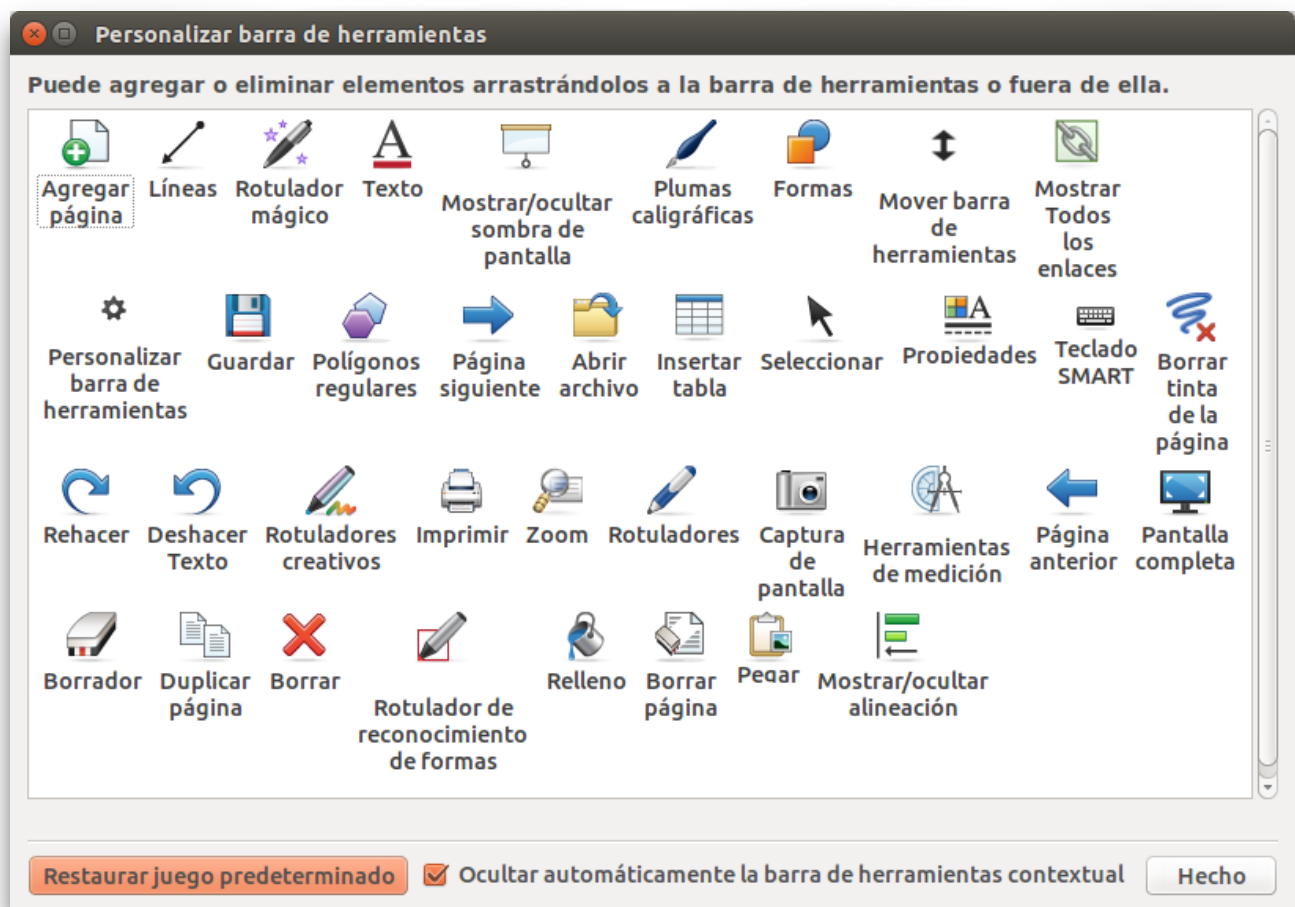 Personalizar barra de herramientas
Puede agregar o eliminar elementos arrastrándolos a la barra de herramientas o fuera de ella.
Agregar
página
Líneas
Rotulador
mágico
Texto
Mostrar/ocultar
sombra de
pantalla
Plumas
caligráficas
Formas
Mover barra
de
herramientas
Mostrar
Todos
los
enlaces
Personalizar
barra de
herramientas
Guardar
Polígonos
regulares
Página
siguiente
Abrir
archivo
Insertar
tabla
Seleccionar
Propiedades
Teclado
SMART
Borrar
tinta
de la
página
Rehacer
Deshacer
Texto
Rotuladores
creativos
Imprimir
Zoom
Rotuladores
Captura
de
pantalla
Herramientas
de medición
Página
anterior
Pantalla
completa
Borrador
Duplicar
página
Borrar
Rotulador de
reconocimiento
de formas
Relleno
Borrar
página
Pegar
Mostrar/ocultar
alineación
Restaurar juego predeterminado
Ocultar automáticamente la barra de herramientas contextual
Hecho